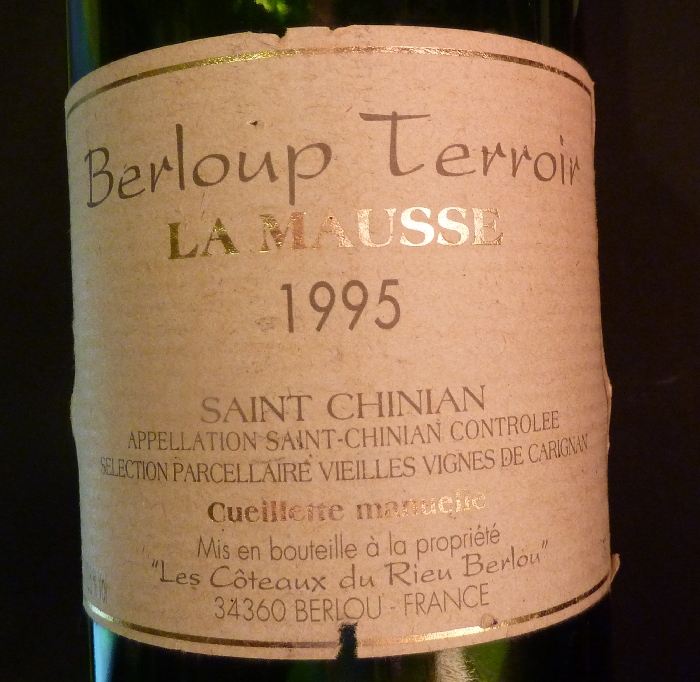 Berloup Terroir
LA MAUSSE
1995
SAINT CHINIAN
APPELLATION SAINT-CHINIAN CONTROLEE
SELECTION PARCELLAIRE VIEILLES VIGNES DE CARIGNAN
Cueillette manuelle
Mis en bouteille à la propriété
"Les Côteaux du Rieu Berlou"
34360 BERLOU - FRANCE